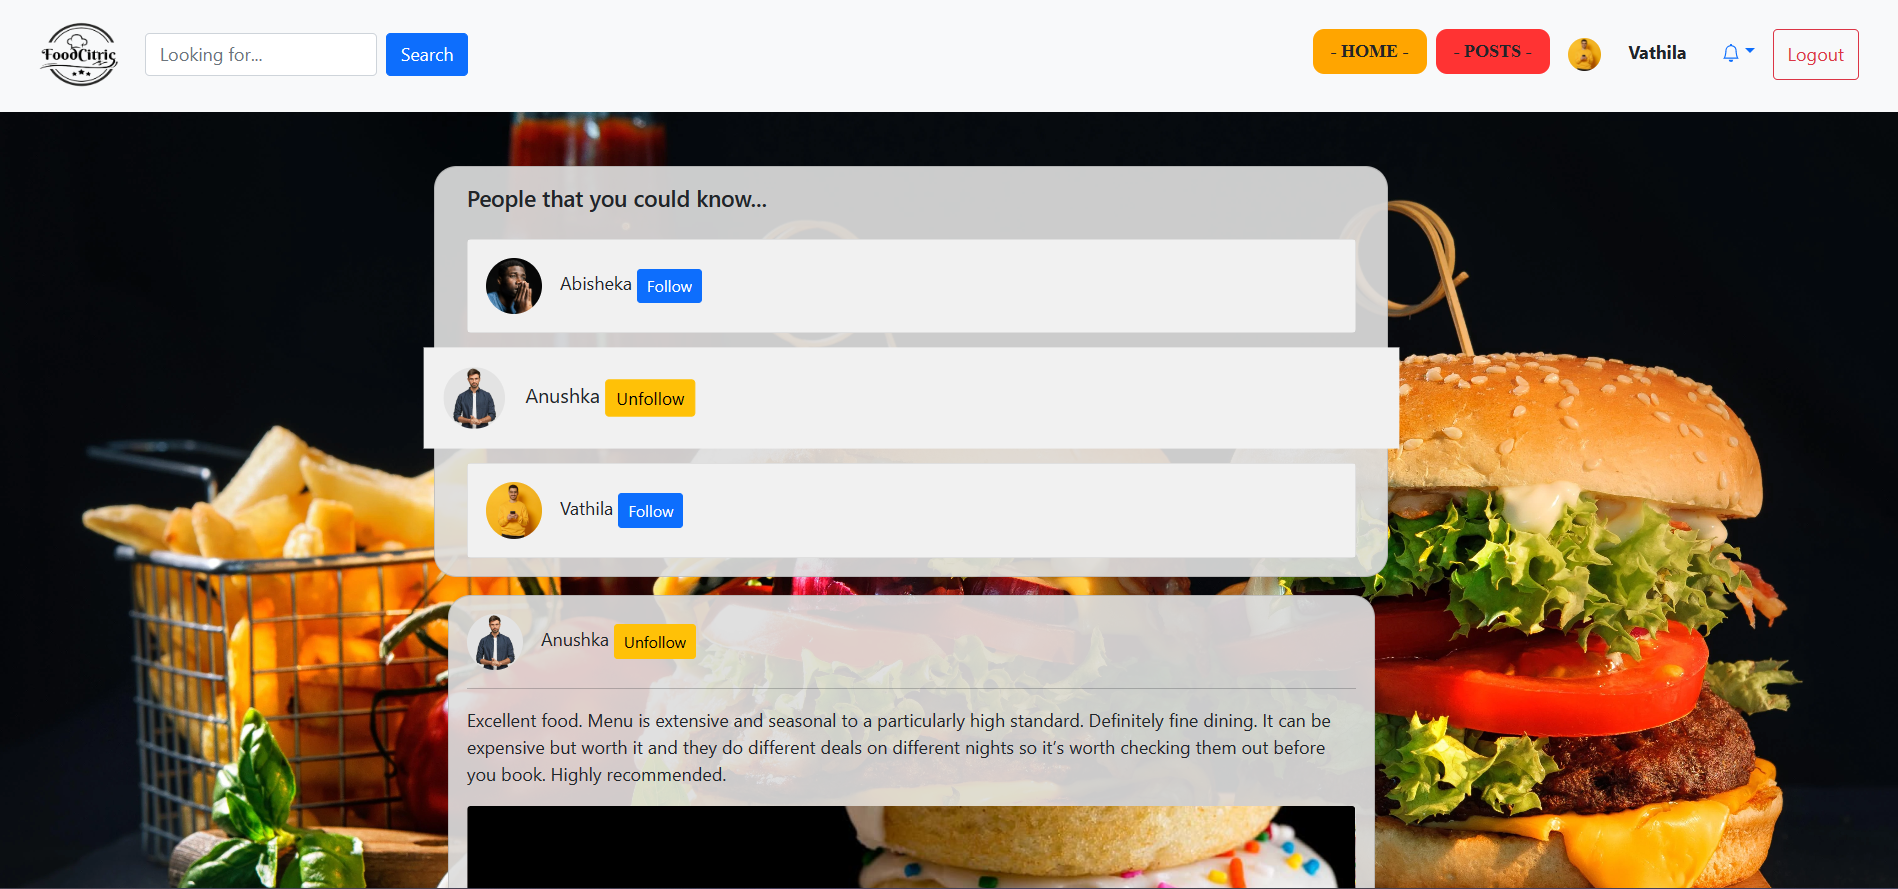 FoodCitric
Looking for...
Search
- HOME -
- POSTS -
Vathila
Logout
People that you could know...
Abisheka Follow
Anushka Unfollow
Vathila Follow
Anushka Unfollow
Excellent food. Menu is extensive and seasonal to a particularly high standard. Definitely fine dining. It can be
expensive but worth it and they do different deals on different nights so it’s worth checking them out before
you book. Highly recommended.